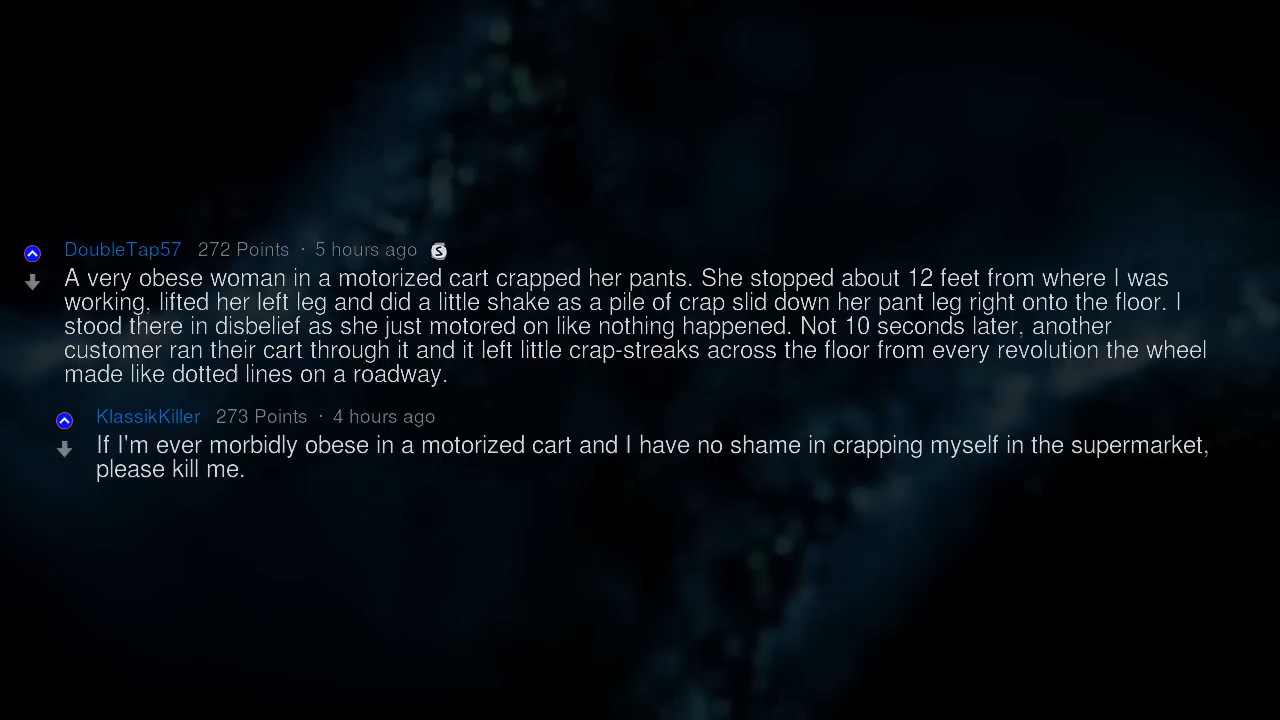 DoubleTap57 272 Points · 5 hours ago S
A very obese woman in a motorized cart crapped her pants. She stopped about 12 feet from where I was
working, lifted her left leg and did a little shake as a pile of crap slid down her pant leg right onto the floor. I
stood there in disbelief as she just motored on like nothing happened. Not 10 seconds later, another
customer ran their cart through it and it left little crap-streaks across the floor from every revolution the wheel
made like dotted lines on a roadway.
KlassikKiller 273 Points · 4 hours ago
If I'm ever morbidly obese in a motorized cart and I have no shame in crapping myself in the supermarket,
please kill me.